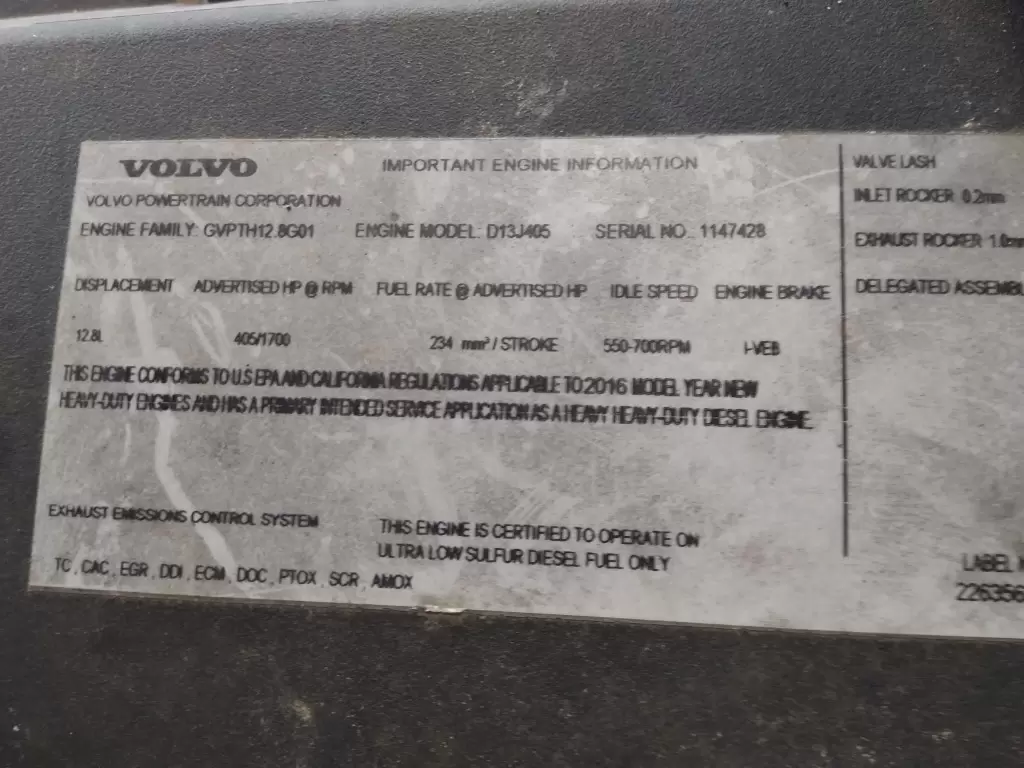 VOLVO
IMPORTANT ENGINE INFORMATION
VOLVO POWERTRAIN CORPORATION
ENGINE FAMILY: GVPTH12.8G01 ENGINE MODEL: D13J405 SERIAL NO.: 1147428
DISPLACEMENT ADVERTISED HP @ RPM FUEL RATE @ ADVERTISED HP IDLE SPEED ENGINE BRAKE
12.8L 405/1700 234 mm³/STROKE 550-700RPM I-VEB
THIS ENGINE CONFORMS TO U.S EPA AND CALIFORNIA REGULATIONS APPLICABLE TO 2016 MODEL YEAR NEW
HEAVY-DUTY ENGINES AND HAS A PRIMARY INTENDED SERVICE APPLICATION AS A HEAVY HEAVY-DUTY DIESEL ENGINE.
EXHAUST EMISSIONS CONTROL SYSTEM
TC, CAC, EGR, DDI, ECM, DOC, PTOX, SCR, AMOX
THIS ENGINE IS CERTIFIED TO OPERATE ON
ULTRA LOW SULFUR DIESEL FUEL ONLY
VALVE LASH
INLET ROCKER 0.2mm
EXHAUST ROCKER 1.0mm
DELEGATED
LABEL